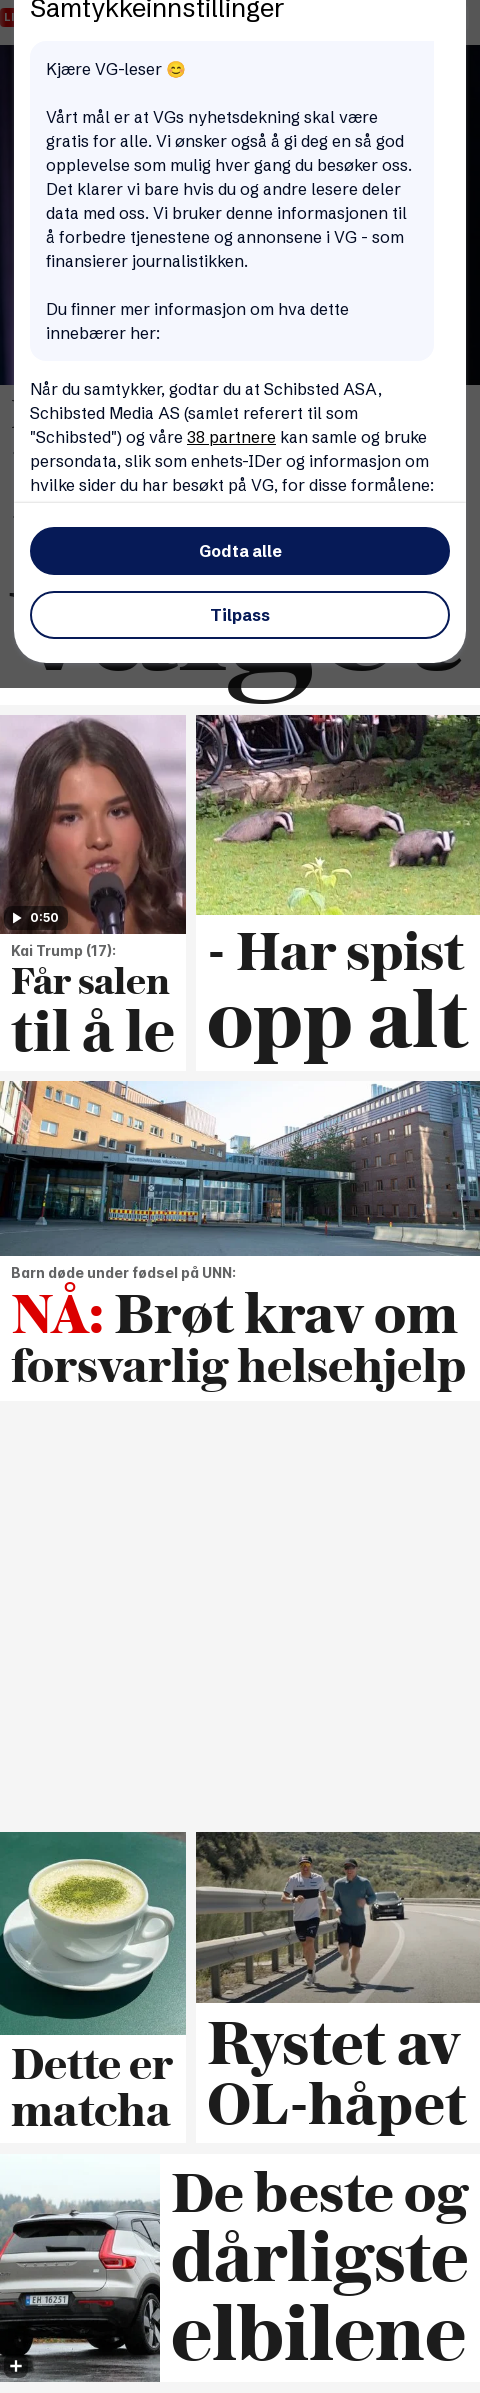 Samtykkeinnstillinger
Kjære VG-leser 😊
Vårt mål er at VGs nyhetsdekning skal være
gratis for alle. Vi ønsker også å gi deg en så god
opplevelse som mulig hver gang du besøker oss.
Det klarer vi bare hvis du og andre lesere deler
data med oss. Vi bruker denne informasjonen til
å forbedre tjenestene og annonsene i VG - som
finansierer journalistikken.
Du finner mer informasjon om hva dette
innebærer her:
Når du samtykker, godtar du at Schibsted ASA,
Schibsted Media AS (samlet referert til som
"Schibsted") og våre 38 partnere kan samle og bruke
persondata, slik som enhets-IDer og informasjon om
hvilke sider du har besøkt på VG, for disse formålene:
Godta alle
Tilpass
0:50
Kai Trump (17):
Får salen
til å le
- Har spist
opp alt
Barn døde under fødsel på UNN:
NÅ: Brøt krav om
forsvarlig helsehjelp
Dette er
matcha
Rystet av
OL-håpet
De beste og
dårligste
elbilene
EH 16251